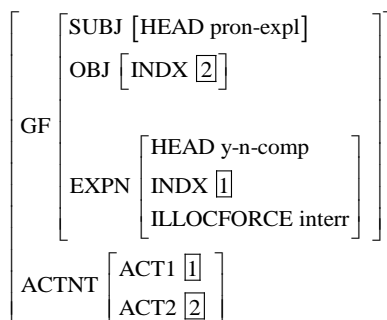 SUBJ [HEAD pron-expl]
OBJ [INDX 2]
GF
HEAD y-n-comp
EXPN INDX 1
ILLOCFORCE interr
ACTNT ACT1 1
ACT2 2